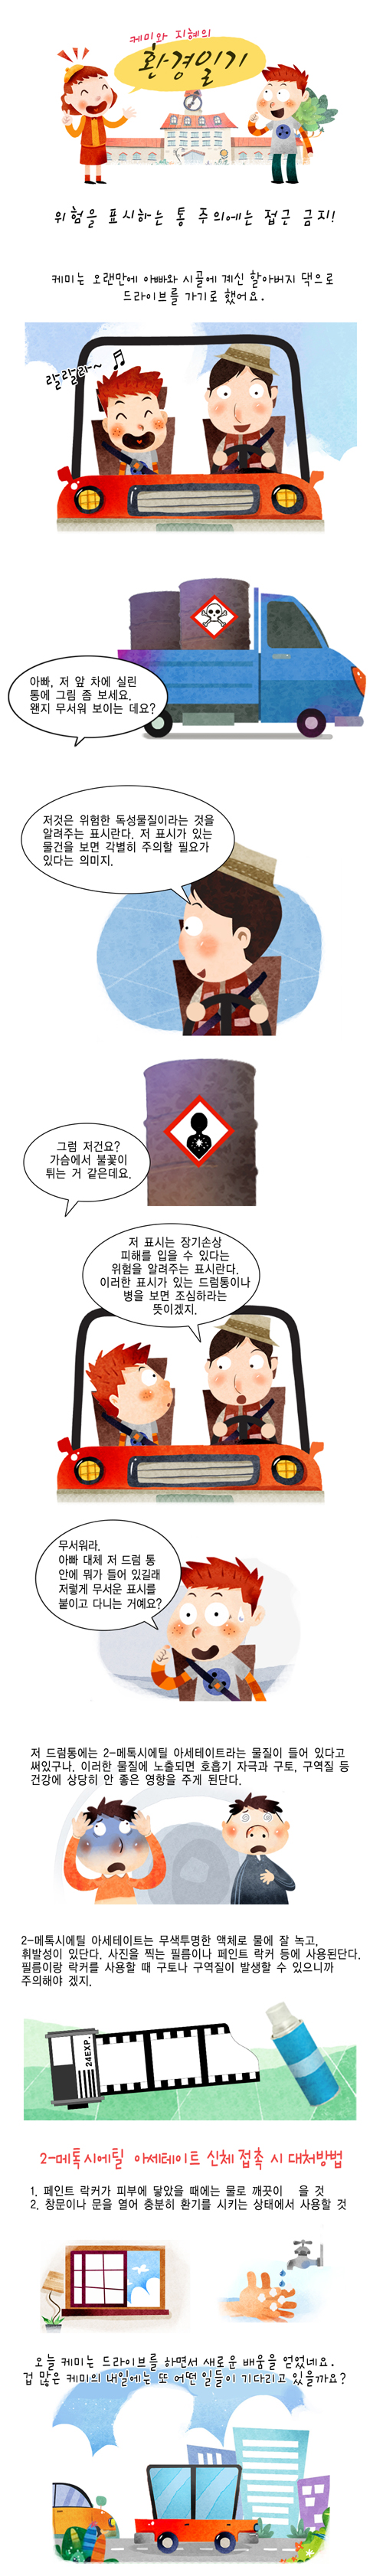 케미와 지혜의
환경일기
위험을 표시하는 통 주의에는 접근 금지!
케미는 오랜만에 아빠와 시골에 계신 할아버지 댁으로
드라이브를 가기로 했어요.
랄랄라~
아빠, 저 앞 차에 실린
통에 그림 좀 보세요.
왠지 무서워 보이는 데요?
저것은 위험한 독성물질이라는 것을
알려주는 표시란다. 저 표시가 있는
물건을 보면 각별히 주의할 필요가
있다는 의미지.
그럼 저건요?
가슴에서 불꽃이
튀는 거 같은데요.
저 표시는 장기손상
피해를 입을 수 있다는
위험을 알려주는 표시란다.
이러한 표시가 있는 드럼통이나
병을 보면 조심하라는
뜻이겠지.
무서워라.
아빠 대체 저 드럼 통
안에 뭐가 들어 있길래
저렇게 무서운 표시를
붙이고 다니는 거예요?
저 드럼통에는 2-메톡시에틸 아세테이트라는 물질이 들어 있다고
써있구나. 이러한 물질에 노출되면 호흡기 자극과 구토, 구역질 등
건강에 상당히 안 좋은 영향을 주게 된단다.
2-메톡시에틸 아세테이트는 무색투명한 액체로 물에 잘 녹고,
휘발성이 있단다. 사진을 찍는 필름이나 페인트 락커 등에 사용된단다.
필름이랑 락커를 사용할 때 구토나 구역질이 발생할 수 있으니까
주의해야 겠지.
24EXP.
2-메톡시에틸 아세테이트 신체 접촉 시 대처방법
1. 페인트 락커가 피부에 닿았을 때에는 물로 깨끗이 을 것
2. 창문이나 문을 열어 충분히 환기를 시키는 상태에서 사용할 것
오늘 케미는 드라이브를 하면서 새로운 배움을 얻었네요.
겁 많은 케미의 내일에는 또 어떤 일들이 기다리고 있을까요?